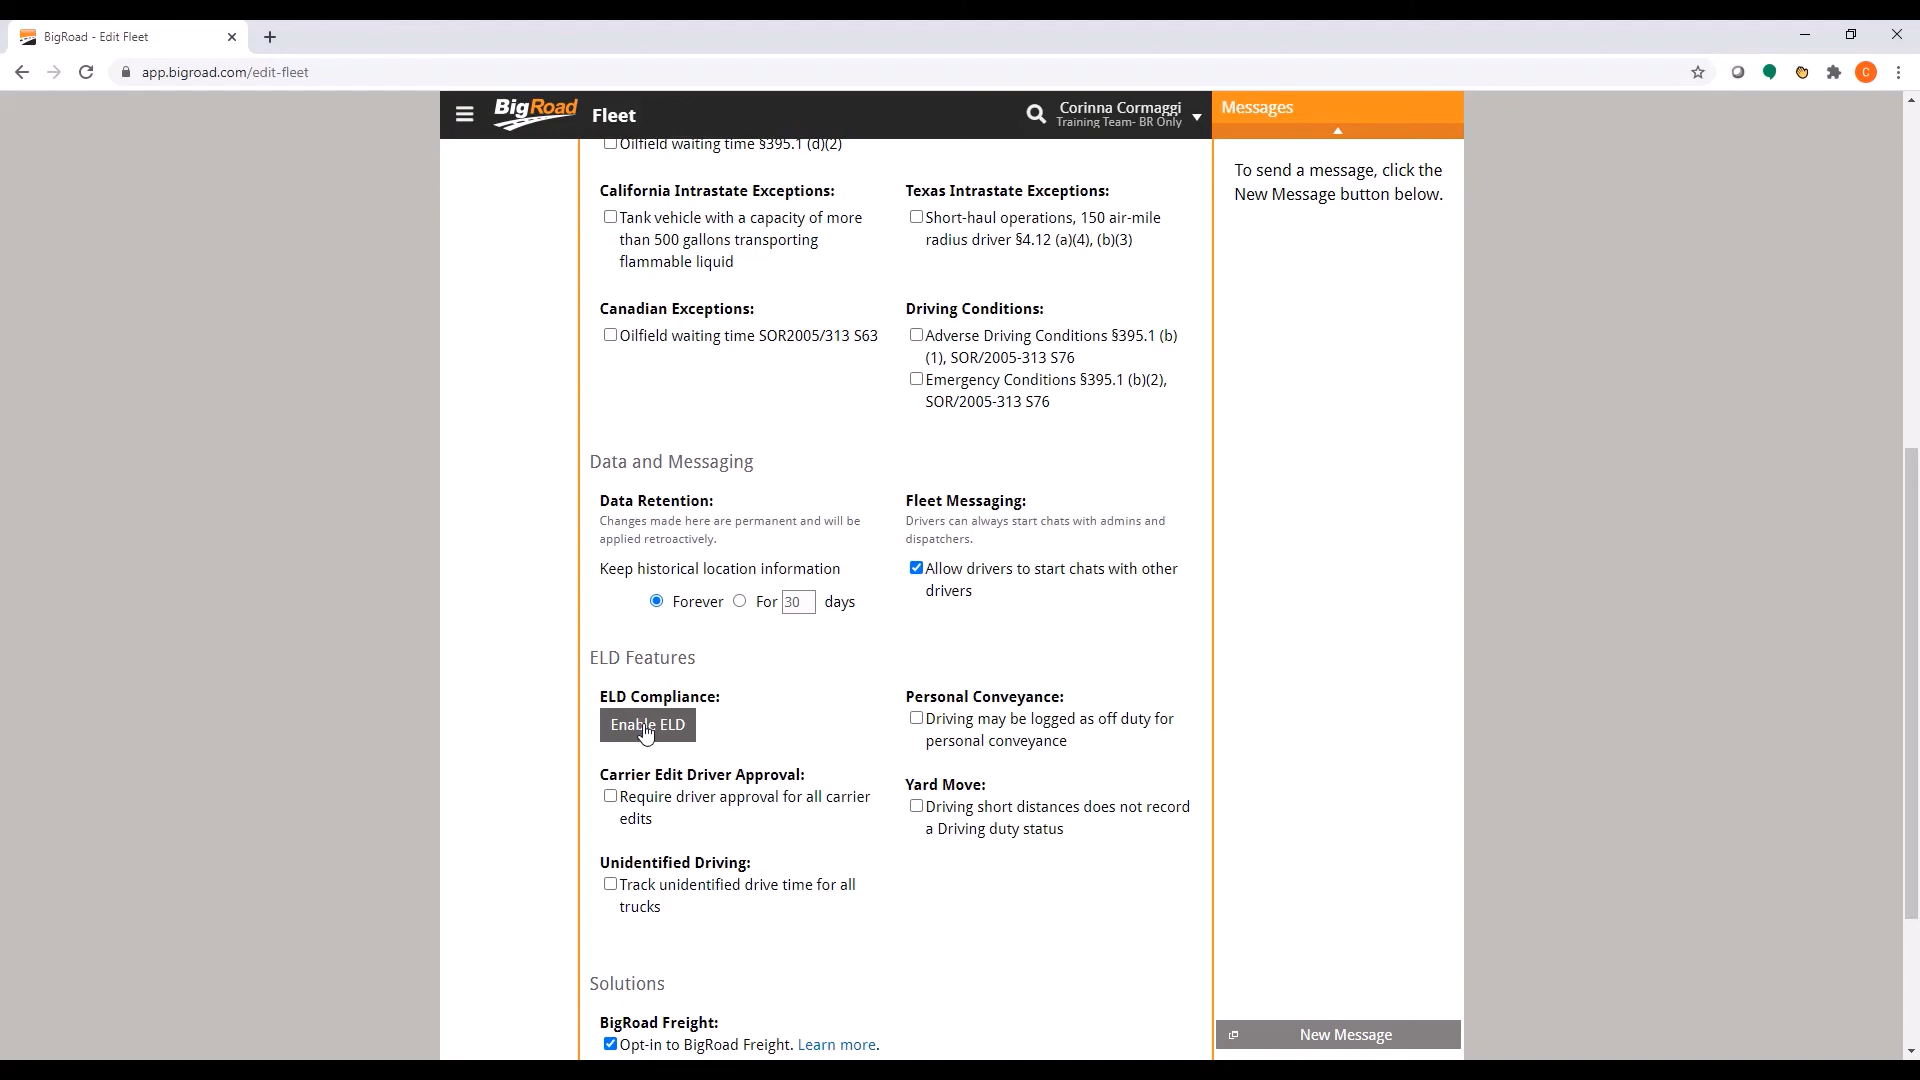 BigRoad - Edit Fleet
app.bigroad.com/edit-fleet
C
BigRoad Fleet
Corinna Cormaggi
Training Team- BR Only
Messages
To send a message, click the
New Message button below.
Oilfield waiting time §395.1 (d)(2)
California Intrastate Exceptions:
Tank vehicle with a capacity of more
than 500 gallons transporting
flammable liquid
Texas Intrastate Exceptions:
Short-haul operations, 150 air-mile
radius driver §4.12 (a)(4), (b)(3)
Canadian Exceptions:
Oilfield waiting time SOR2005/313 S63
Driving Conditions:
Adverse Driving Conditions §395.1 (b)
(1), SOR/2005-313 S76
Emergency Conditions §395.1 (b)(2),
SOR/2005-313 S76
Data and Messaging
Data Retention:
Changes made here are permanent and will be
applied retroactively.
Keep historical location information
Forever For 30 days
Fleet Messaging:
Drivers can always start chats with admins and
dispatchers.
Allow drivers to start chats with other
drivers
ELD Features
ELD Compliance:
Enable ELD
Personal Conveyance:
Driving may be logged as off duty for
personal conveyance
Carrier Edit Driver Approval:
Require driver approval for all carrier
edits
Yard Move:
Driving short distances does not record
a Driving duty status
Unidentified Driving:
Track unidentified drive time for all
trucks
Solutions
BigRoad Freight:
Opt-in to BigRoad Freight. Learn more.
New Message